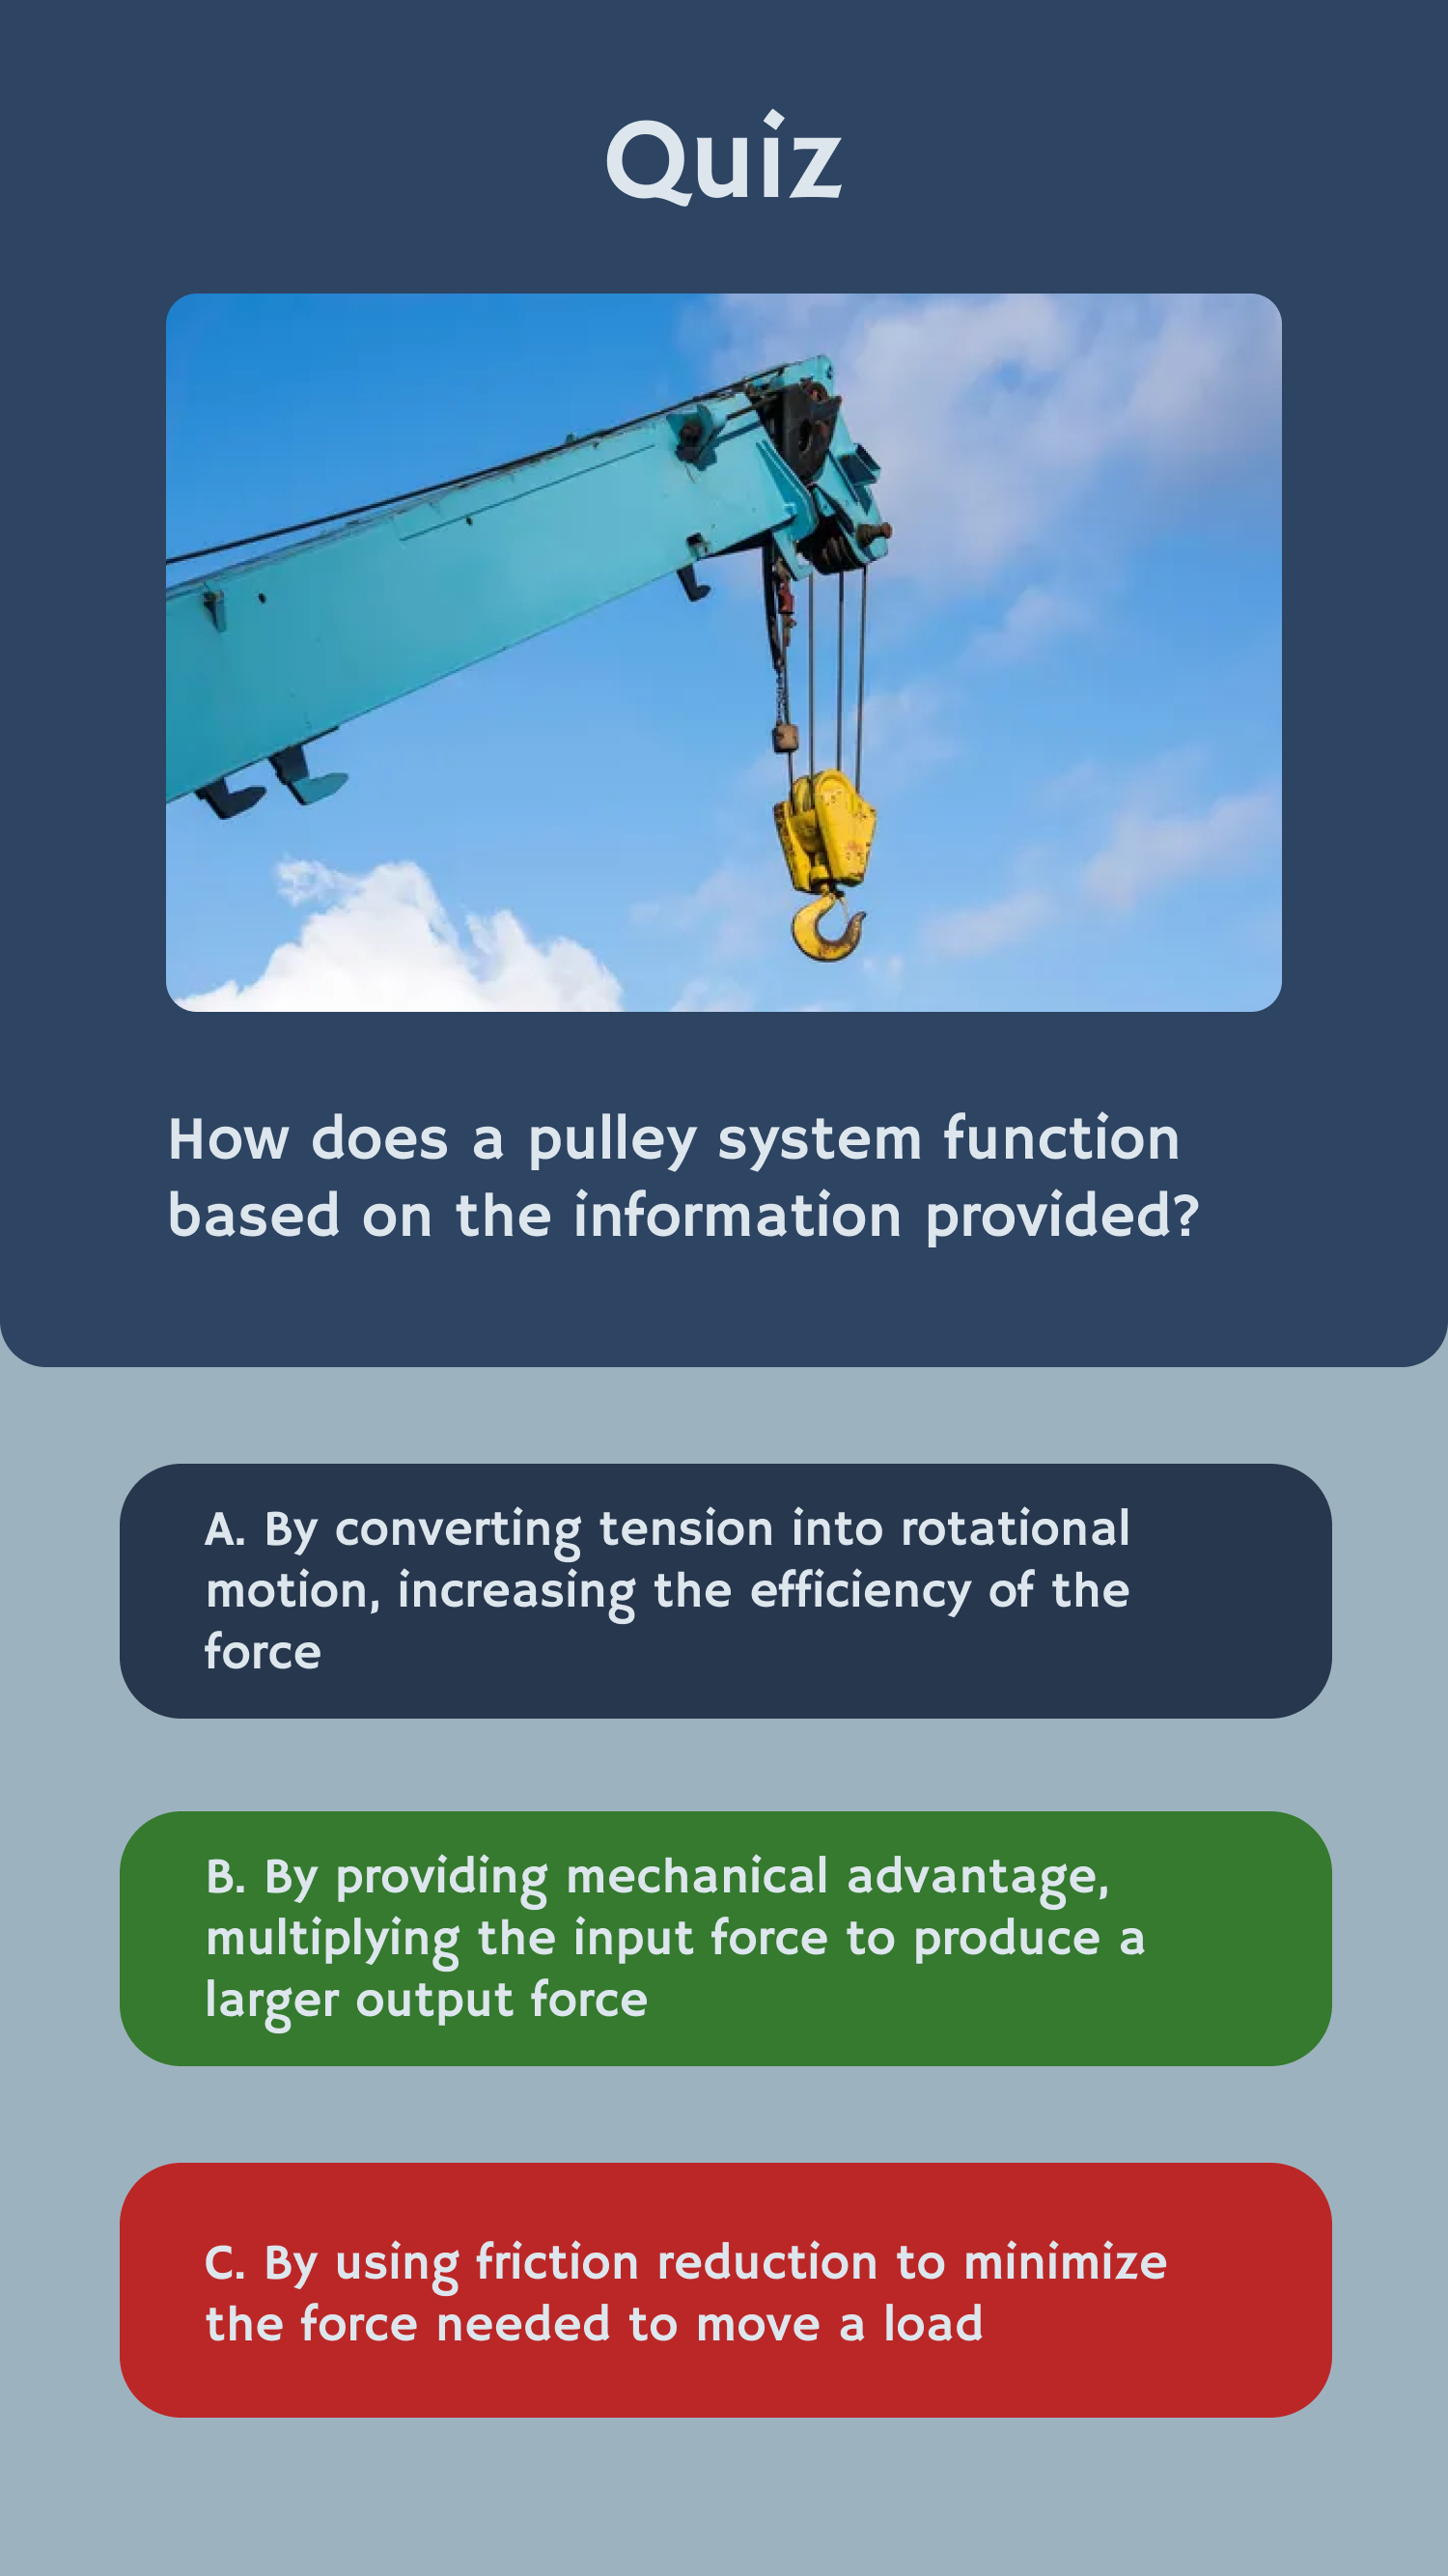 Quiz
How does a pulley system function
based on the information provided?
A. By converting tension into rotational
motion, increasing the efficiency of the
force
B. By providing mechanical advantage,
multiplying the input force to produce a
larger output force
C. By using friction reduction to minimize
the force needed to move a load